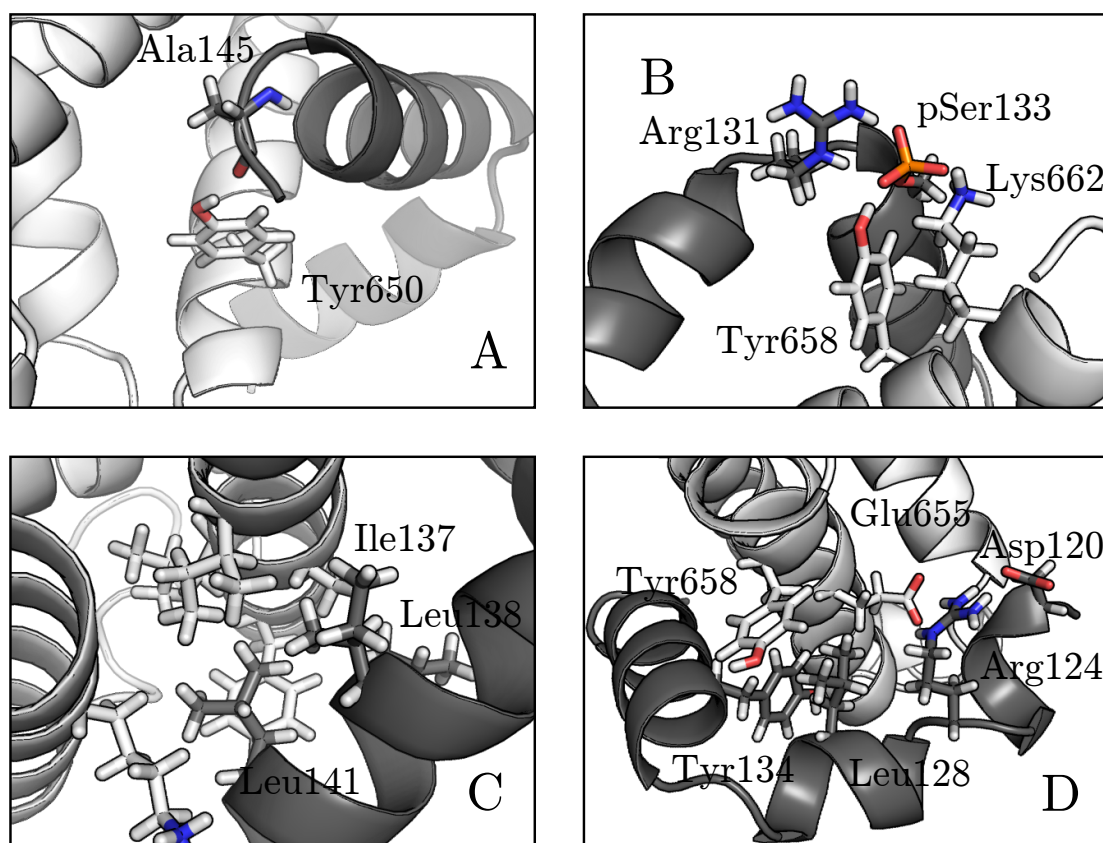 Ala145
Tyr650
A
B
pSer133
Arg131
Lys662
Tyr658
Ile137
Leu138
Leu141
C
Glu655
Asp120
Tyr658
Arg124
Tyr134
Leu128
D